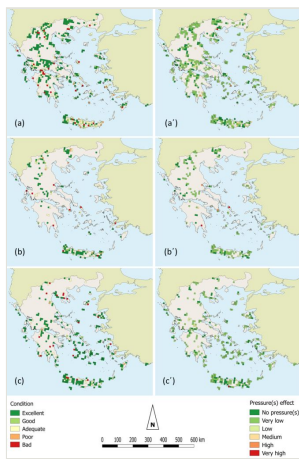 (a)
(a´)
(b)
(b´)
(c)
(c´)
Condition
Excellent
Good
Adequate
Poor
Bad
N
0 100 200 300 400 500 600 km
Pressure(s) effect
No pressure(s)
Very low
Low
Medium
High
Very high